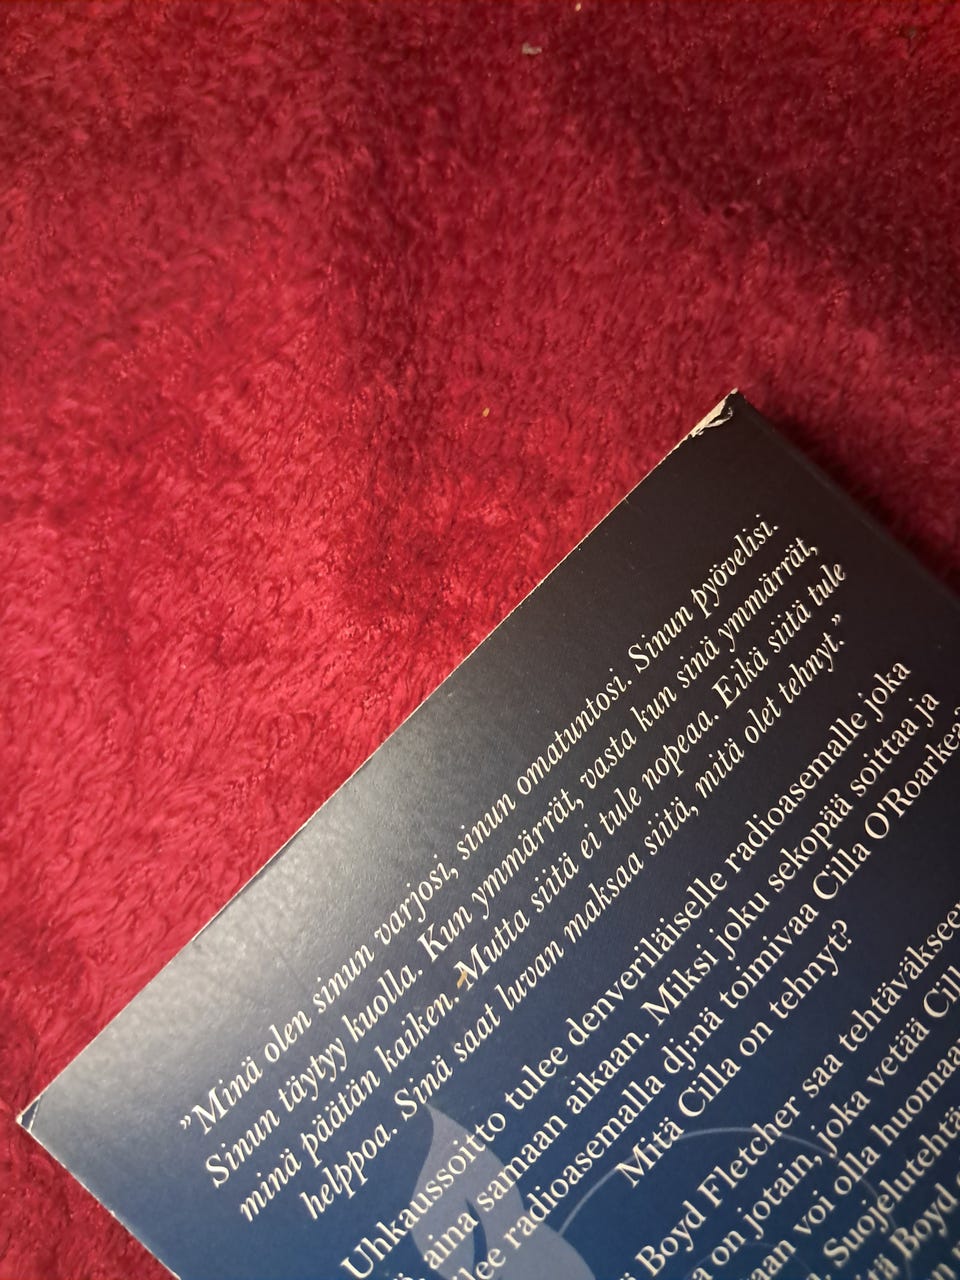 "Minä olen sinun varjosi, sinun omatuntosi. Sinun pyövelisi.
Sinun täytyy kuolla. Kun ymmärrät, vasta kun sinä ymmärrät,
minä päätän kaiken. Mutta siitä ei tule nopeaa. Eikä siitä tule
helppoa. Sinä saat luvan maksaa siitä, mitä olet tehnyt."
Uhkaussoitto tulee denveriläiselle radioasemalle joka
aina samaan aikaan. Miksi joku sekopää soittaa ja
radioasemalla dj:nä toimivaa Cilla O'Roarkea?
Mitä Cilla on tehnyt?
Boyd Fletcher saa tehtäväkseen
on jotain, joka vetää
voi olla
Suojelutehtä
Boyd